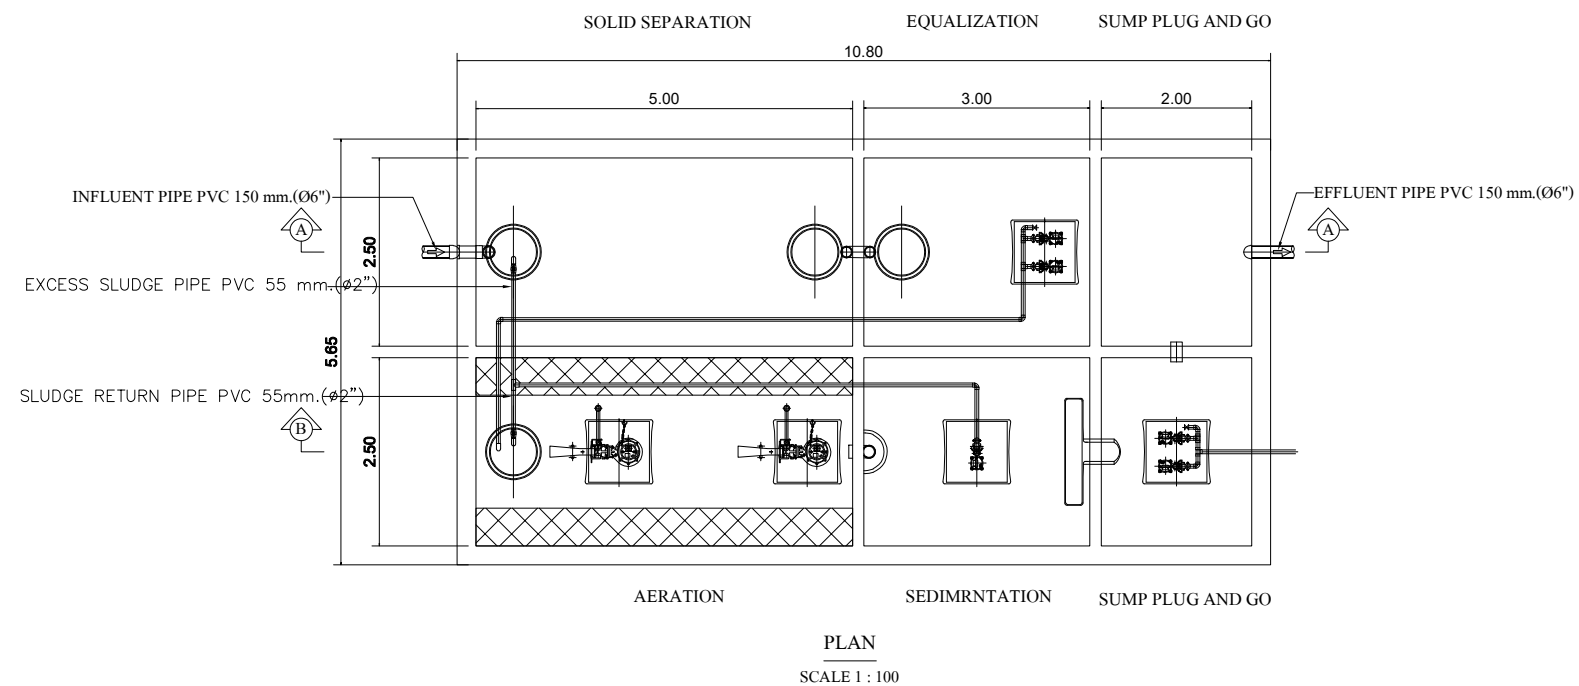 SOLID SEPARATION
EQUALIZATION
SUMP PLUG AND GO
10.80
5.00
3.00
2.00
INFLUENT PIPE PVC 150 mm.(Ø6")
EFFLUENT PIPE PVC 150 mm.(Ø6")
A
A
2.50
EXCESS SLUDGE PIPE PVC 55 mm.(ø2")
5.65
SLUDGE RETURN PIPE PVC 55mm.(ø2")
B
2.50
AERATION
SEDIMRNTATION
SUMP PLUG AND GO
PLAN
SCALE 1 : 100